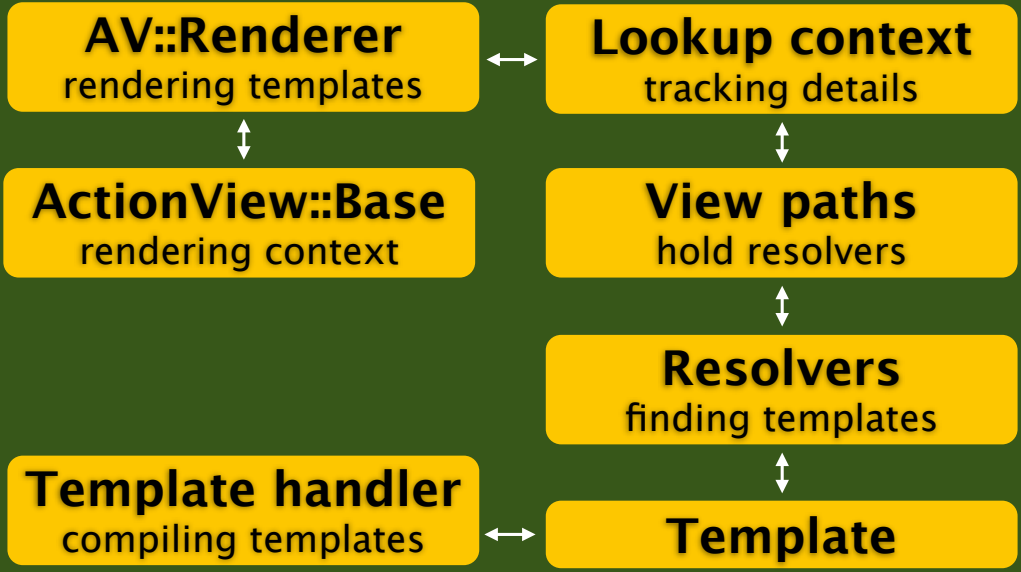 AV::Renderer
rendering templates
Lookup context
tracking details
ActionView::Base
rendering context
View paths
hold resolvers
Resolvers
finding templates
Template handler
compiling templates
Template